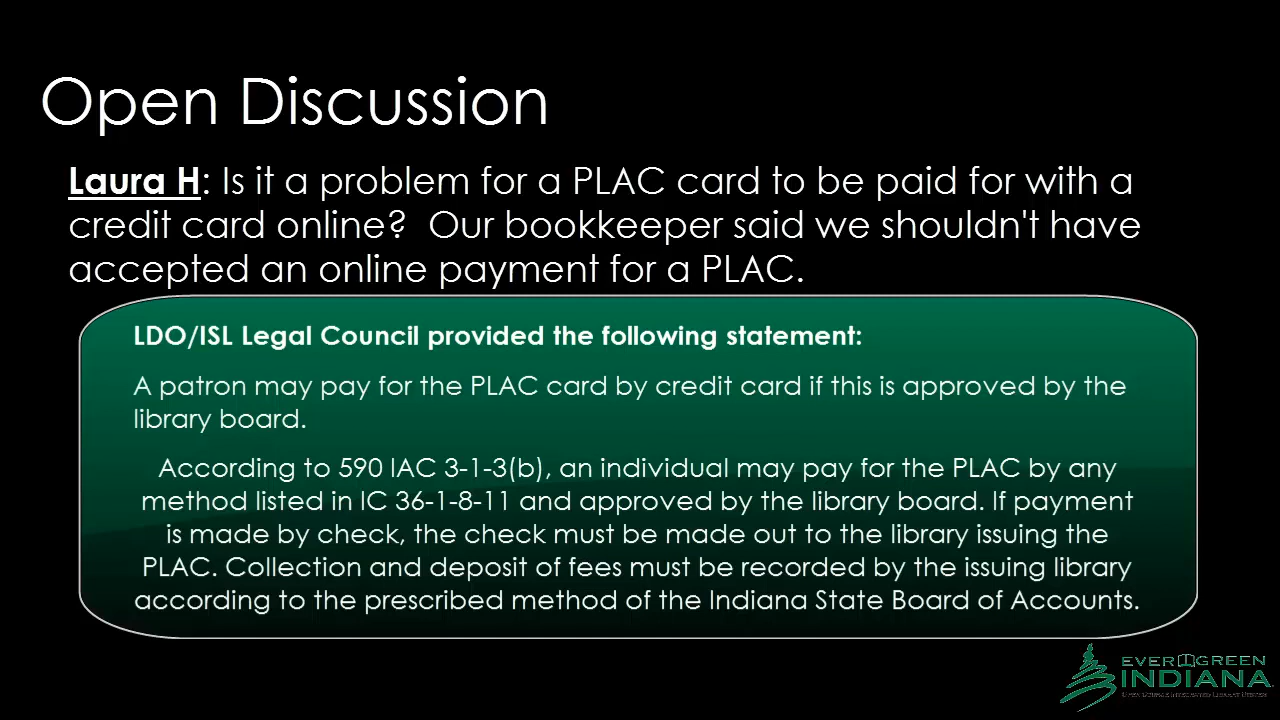 Open Discussion
Laura H: Is it a problem for a PLAC card to be paid for with a
credit card online?  Our bookkeeper said we shouldn't have
accepted an online payment for a PLAC.
LDO/ISL Legal Council provided the following statement:
A patron may pay for the PLAC card by credit card if this is approved by the
library board.
According to 590 IAC 3-1-3(b), an individual may pay for the PLAC by any
method listed in IC 36-1-8-11 and approved by the library board. If payment
is made by check, the check must be made out to the library issuing the
PLAC. Collection and deposit of fees must be recorded by the issuing library
according to the prescribed method of the Indiana State Board of Accounts.
EVERGREEN
INDIANA